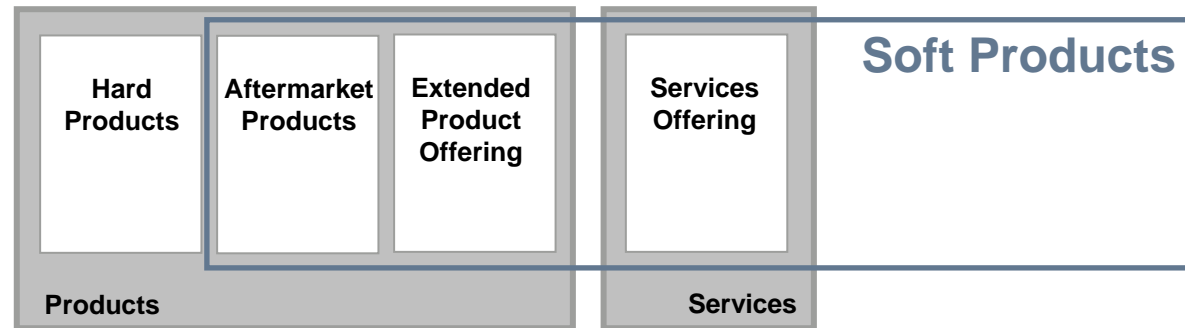 Soft Products
Hard
Products
Aftermarket
Products
Extended
Product
Offering
Services
Offering
Products
Services